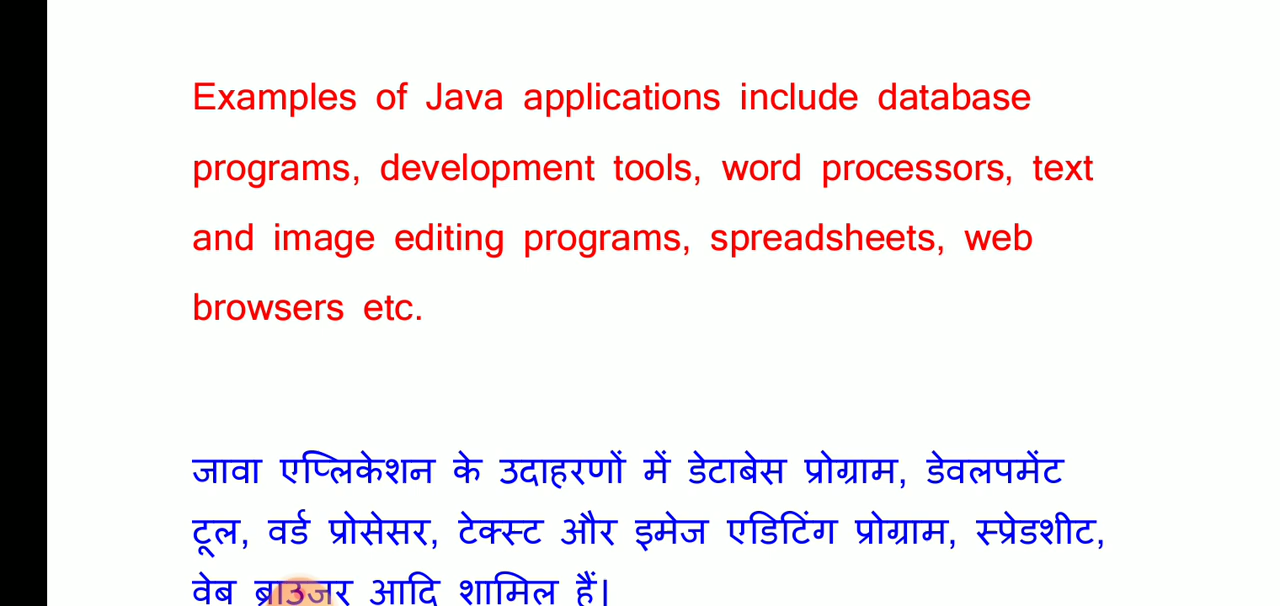 Examples of Java applications include database
programs, development tools, word processors, text
and image editing programs, spreadsheets, web
browsers etc.
जावा एप्लिकेशन के उदाहरणों में डेटाबेस प्रोग्राम, डेवलपमेंट
टूल, वर्ड प्रोसेसर, टेक्स्ट और इमेज एडिटिंग प्रोग्राम, स्प्रेडशीट,
वेब ब्राउजर आदि शामिल हैं।